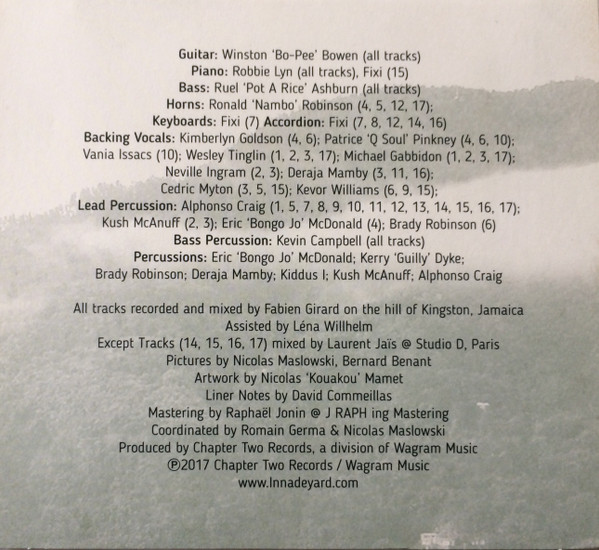 Guitar: Winston 'Bo-Pee' Bowen (all tracks)
Piano: Robbie Lyn (all tracks), Fixi (15)
Bass: Ruel 'Pot A Rice' Ashburn (all tracks)
Horns: Ronald 'Nambo' Robinson (4, 5, 12, 17);
Keyboards: Fixi (7) Accordion: Fixi (7, 8, 12, 14, 16)
Backing Vocals: Kimberlyn Goldson (4, 6); Patrice 'Q Soul' Pinkney (4, 6, 10);
Vania Issacs (10); Wesley Tinglin (1, 2, 3, 17); Michael Gabbidon (1, 2, 3, 17);
Neville Ingram (2, 3); Deraja Mamby (3, 11, 16);
Cedric Myton (3, 5, 15); Kevor Williams (6, 9, 15);
Lead Percussion: Alphonso Craig (1, 5, 7, 8, 9, 10, 11, 12, 13, 14, 15, 16, 17);
Kush McAnuff (2, 3); Eric 'Bongo Jo' McDonald (4); Brady Robinson (6)
Bass Percussion: Kevin Campbell (all tracks)
Percussions: Eric 'Bongo Jo' McDonald; Kerry 'Guilly' Dyke;
Brady Robinson; Deraja Mamby; Kiddus I; Kush McAnuff; Alphonso Craig
All tracks recorded and mixed by Fabien Girard on the hill of Kingston, Jamaica
Assisted by Léna Willhelm
Except Tracks (14, 15, 16, 17) mixed by Laurent Jaïs @ Studio D, Paris
Pictures by Nicolas Maslowski, Bernard Benant
Artwork by Nicolas 'Kouakou' Mamet
Liner Notes by David Commeillas
Mastering by Raphaël Jonin @ J RAPH ing Mastering
Coordinated by Romain Germa & Nicolas Maslowski
Produced by Chapter Two Records, a division of Wagram Music
℗2017 Chapter Two Records / Wagram Music
www.Innadeyard.com